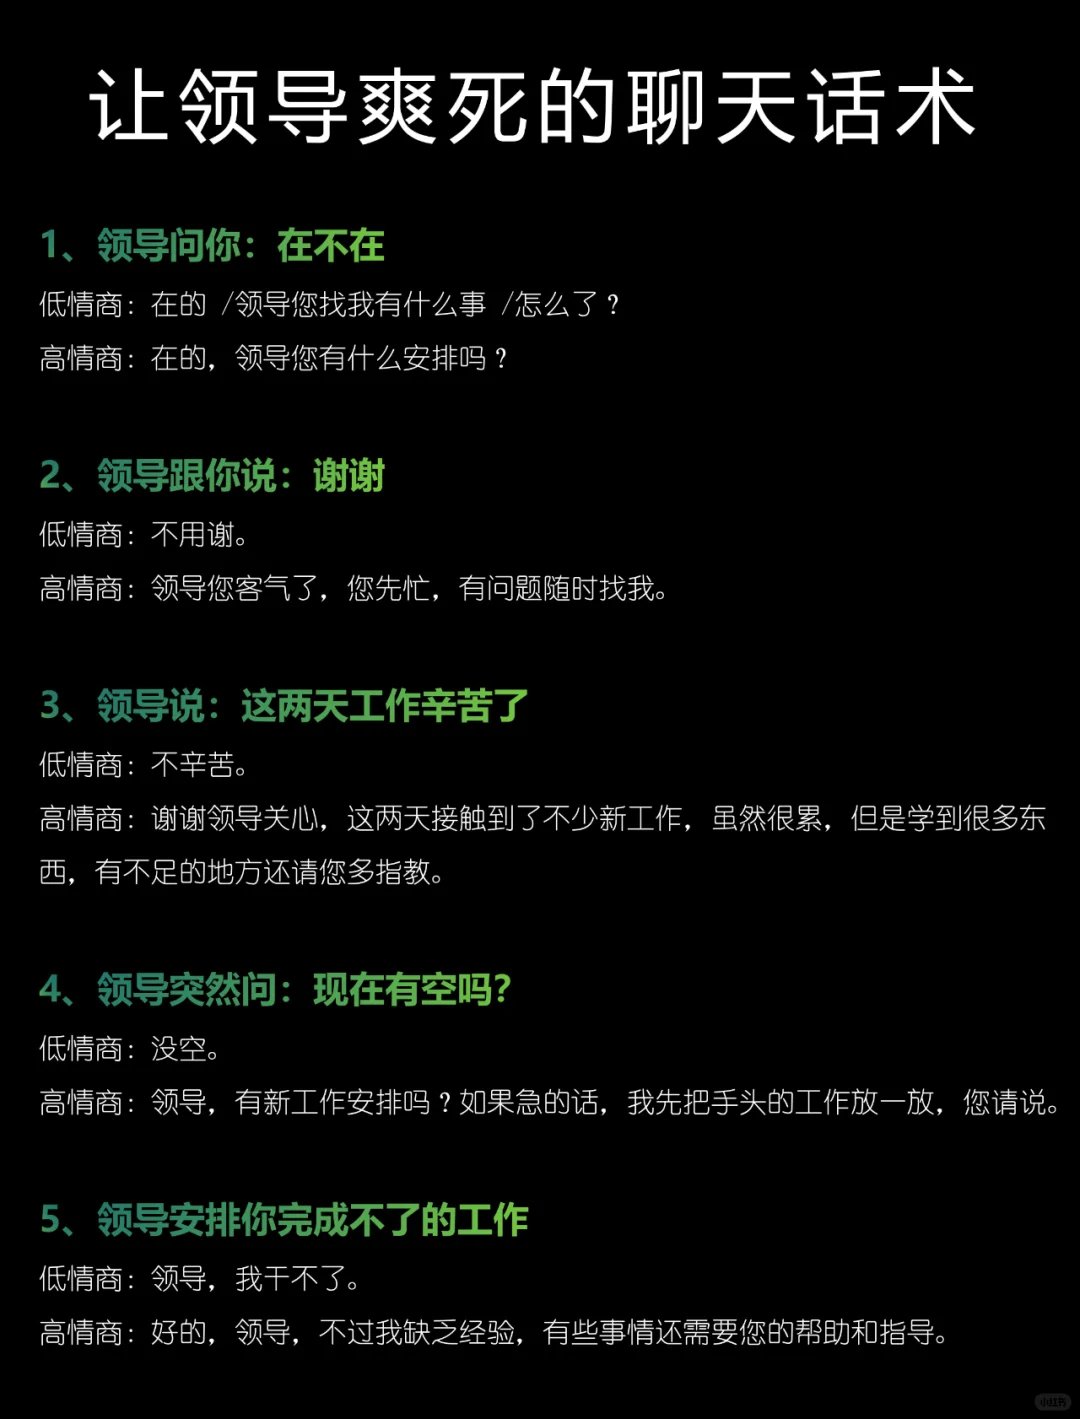 让领导爽死的聊天话术
1、领导问你：在不在
低情商：在的 /领导您找我有什么事 /怎么了？
高情商：在的，领导您有什么安排吗？
2、领导跟你说：谢谢
低情商：不用谢。
高情商：领导您客气了，您先忙，有问题随时找我。
3、领导说：这两天工作辛苦了
低情商：不辛苦。
高情商：谢谢领导关心，这两天接触到了不少新工作，虽然很累，但是学到很多东
西，有不足的地方还请您多指教。
4、领导突然问：现在有空吗？
低情商：没空。
高情商：领导，有新工作安排吗？如果急的话，我先把手头的工作放一放，您请说。
5、领导安排你完成不了的工作
低情商：领导，我干不了。
高情商：好的，领导，不过我缺乏经验，有些事情还需要您的帮助和指导。
小红书